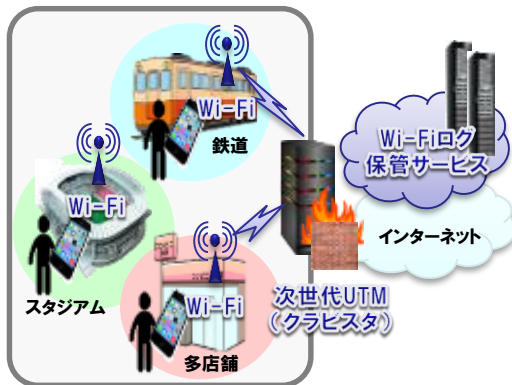 Wi-Fi
鉄道
Wi-Fi
スタジアム
Wi-Fi
多店舗
Wi-Fiログ
保管サービス
インターネット
次世代UTM
(クラビスタ)